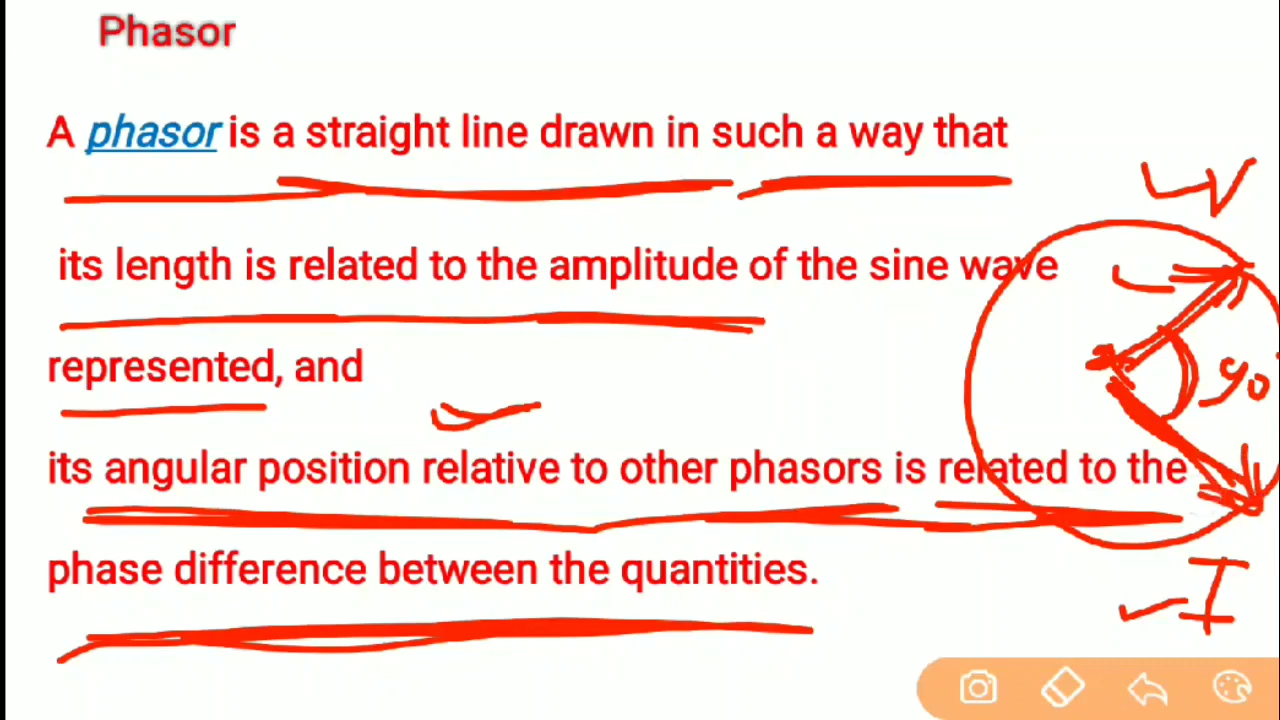 Phasor
A phasor is a straight line drawn in such a way that
its length is related to the amplitude of the sine wave
represented, and
its angular position relative to other phasors is related to the
phase difference between the quantities.
V
I